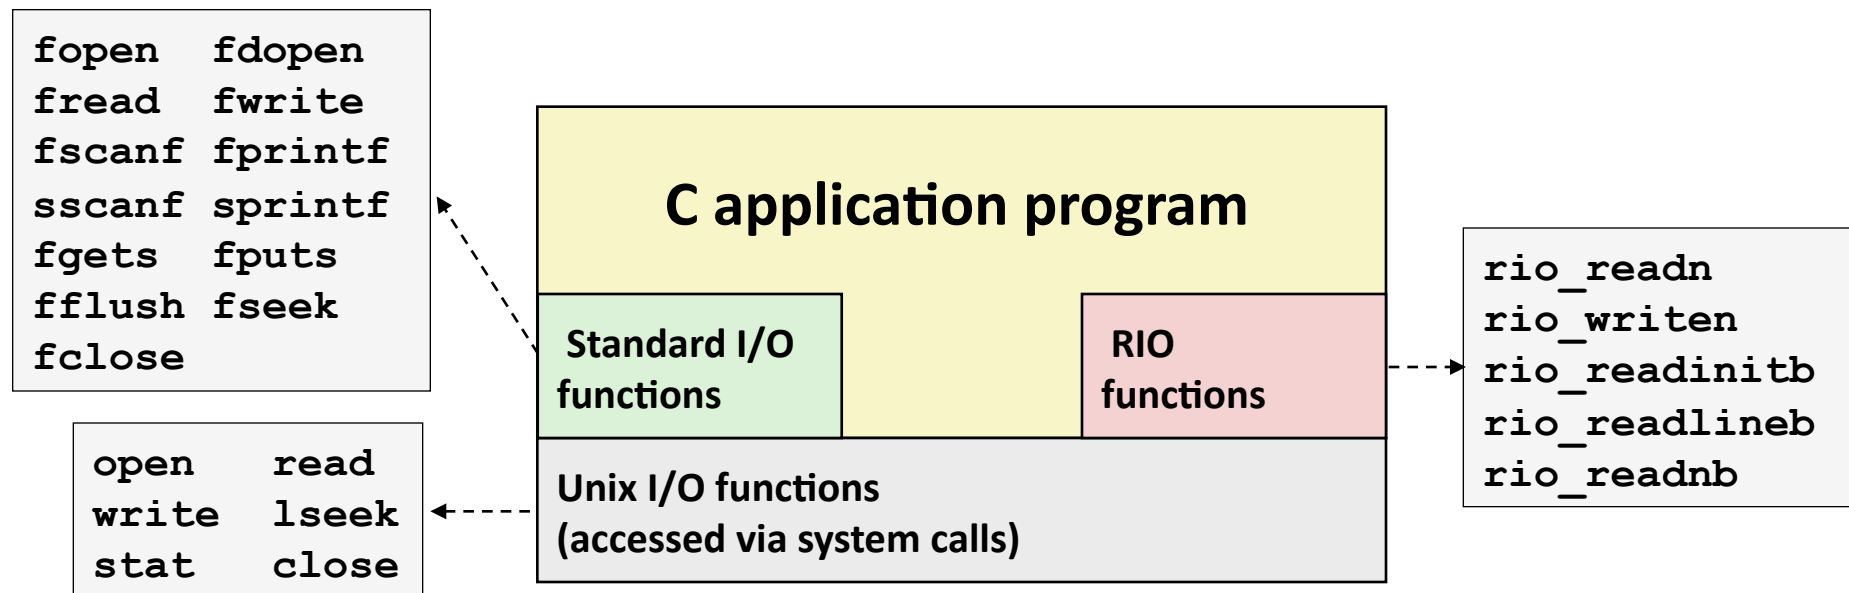 fopen fdopen
fread fwrite
fscanf fprintf
sscanf sprintf
fgets fputs
fflush fseek
fclose
C application program
Standard I/O
functions
RIO
functions
rio_readn
rio_writen
rio_readinitb
rio_readlineb
rio_readnb
open read
write lseek
stat close
Unix I/O functions
(accessed via system calls)